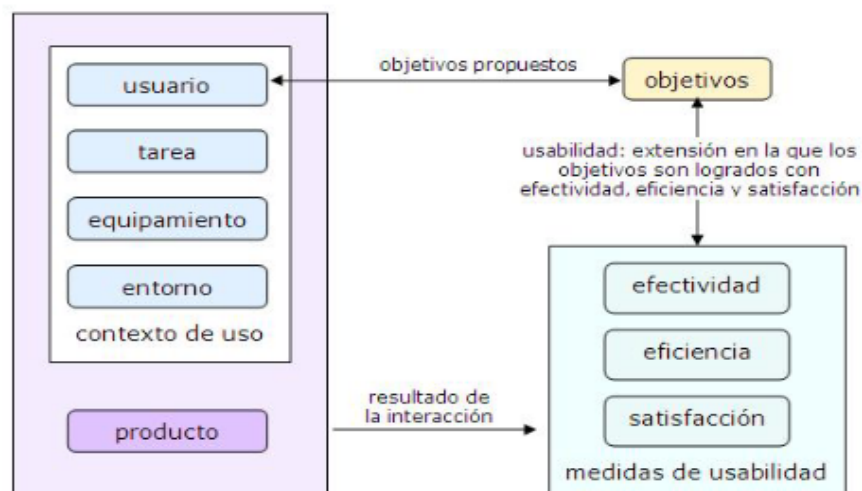 usuario
tarea
equipamiento
entorno
contexto de uso
producto
objetivos propuestos
objetivos
usabilidad: extensión en la que los
objetivos son logrados con
efectividad, eficiencia y satisfacción
resultado de
la interacción
efectividad
eficiencia
satisfacción
medidas de usabilidad